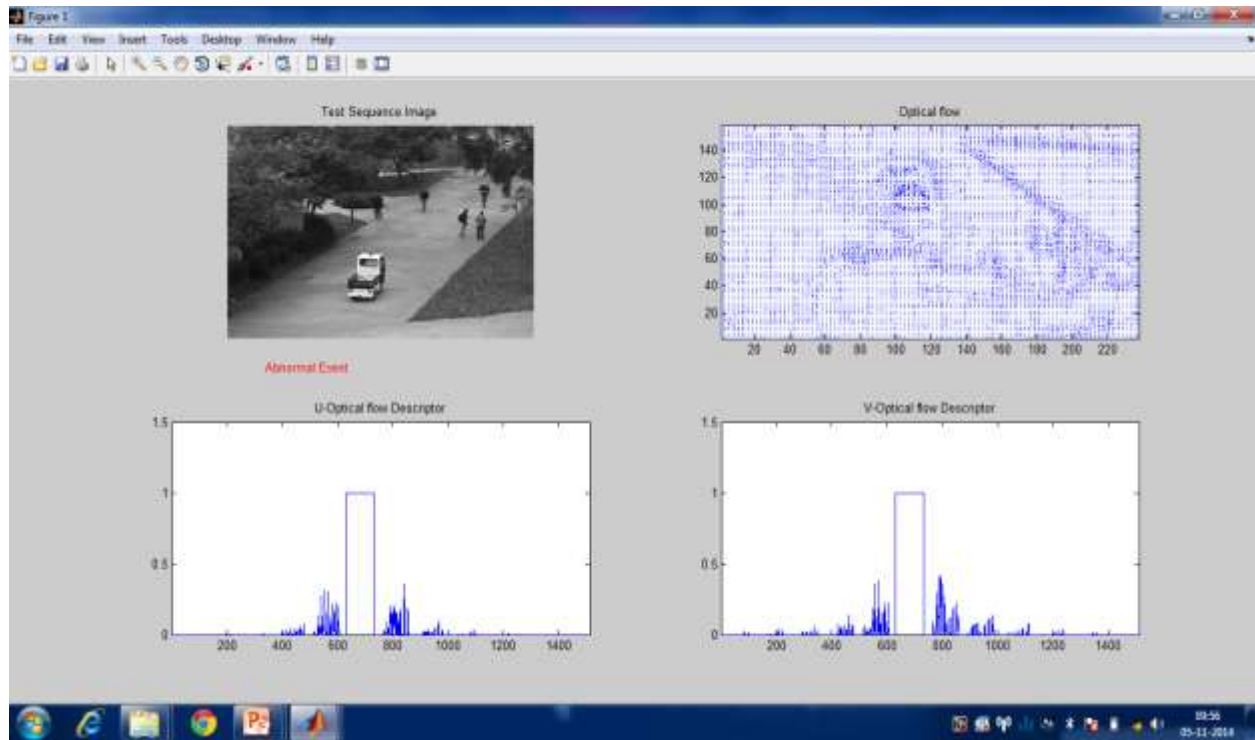 Figure 1
File Edit View Insert Tools Desktop Window Help
Test Sequence Image
Abnormal Event
Optical flow
140
120
100
80
60
40
20
20 40 60 80 100 120 140 160 180 200 220
U-Optical flow Descriptor
1.5
1
0.5
0
200 400 600 800 1000 1200 1400
V-Optical flow Descriptor
1.5
1
0.5
0
200 400 600 800 1000 1200 1400
05-11-2014